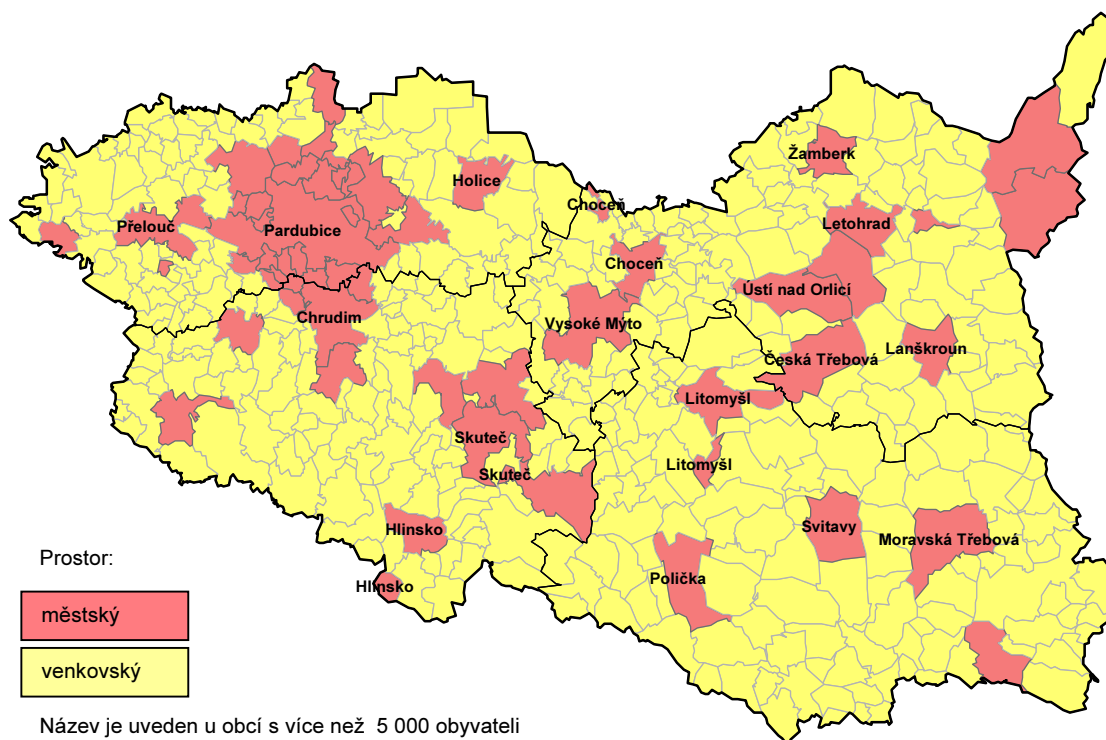 Žamberk
Holice
Choceň
Letohrad
Přelouč
Pardubice
Choceň
Ústí nad Orlicí
Chrudim
Vysoké Mýto
Česká Třebová
Lanškroun
Litomyšl
Skuteč
Litomyšl
Skuteč
Hlinsko
Svitavy
Moravská Třebová
Polička
Hlinsko
Prostor:
městský
venkovský
Název je uveden u obcí s více než 5 000 obyvateli